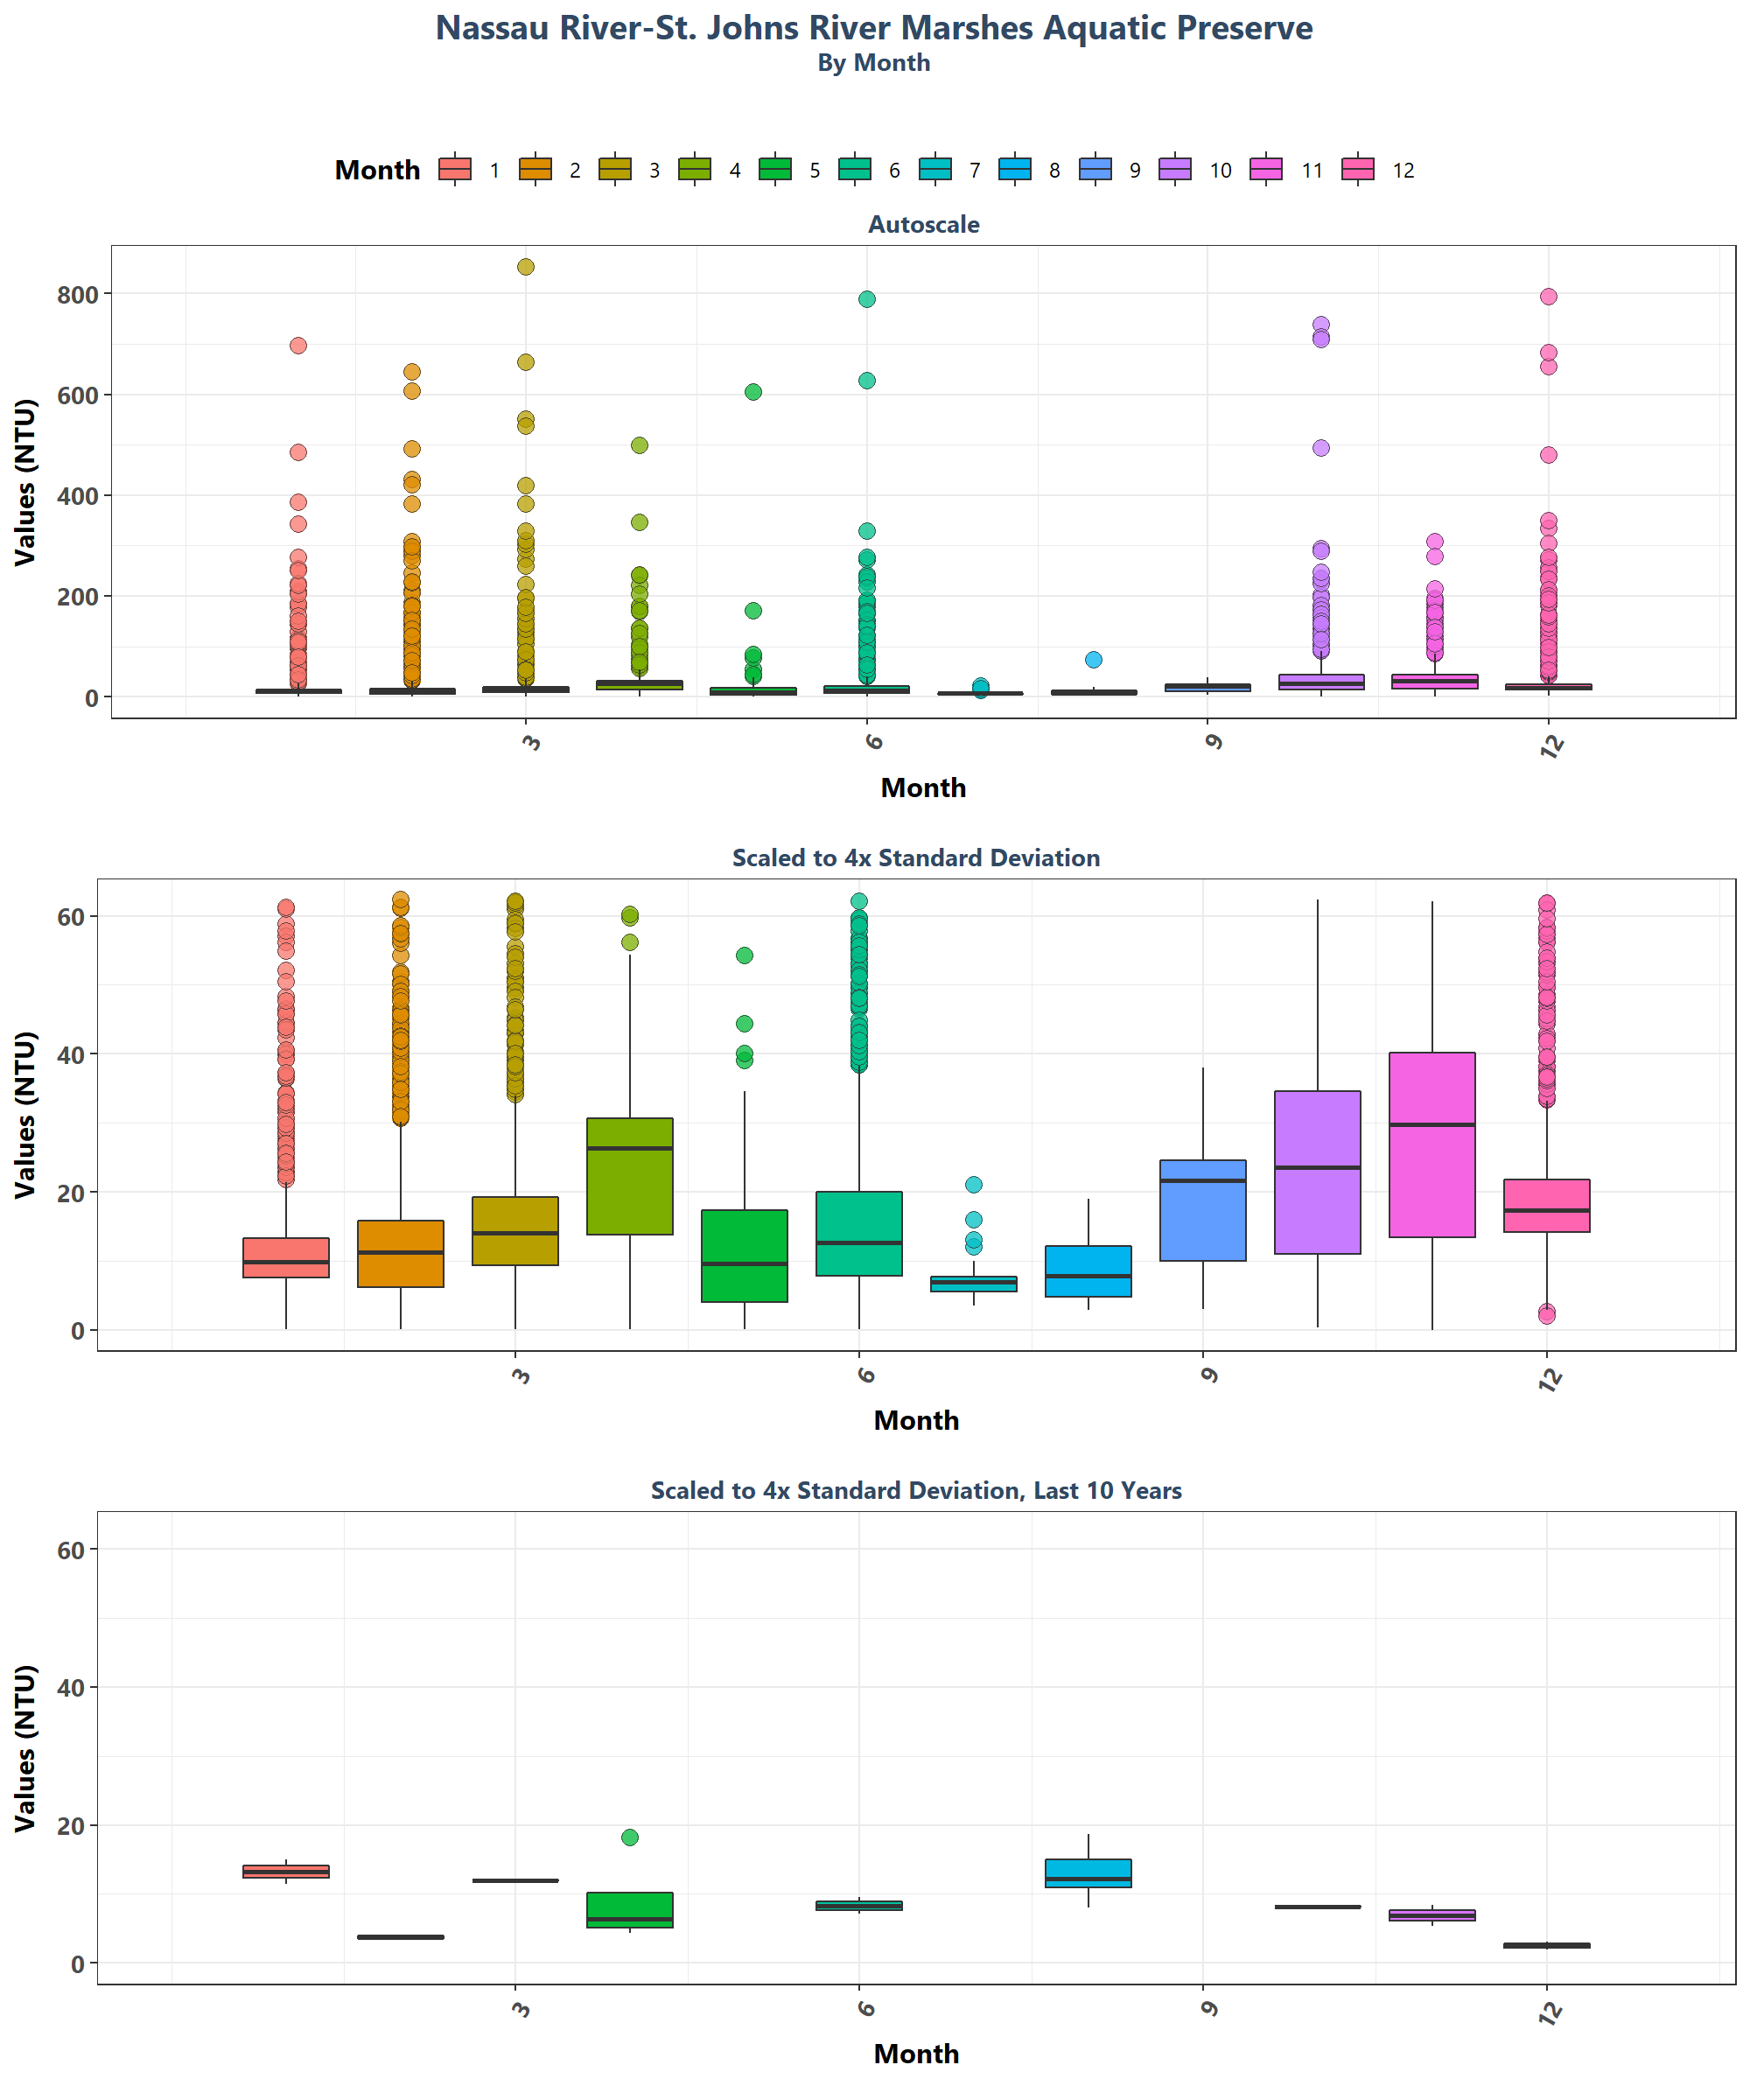 Nassau River-St. Johns River Marshes Aquatic Preserve
By Month
Month 1 2 3 4 5 6 7 8 9 10 11 12
Autoscale
Values (NTU)
800
600
400
200
0
3 6 9 12
Month
Scaled to 4x Standard Deviation
Values (NTU)
60
40
20
0
3 6 9 12
Month
Scaled to 4x Standard Deviation, Last 10 Years
Values (NTU)
60
40
20
0
3 6 9 12
Month